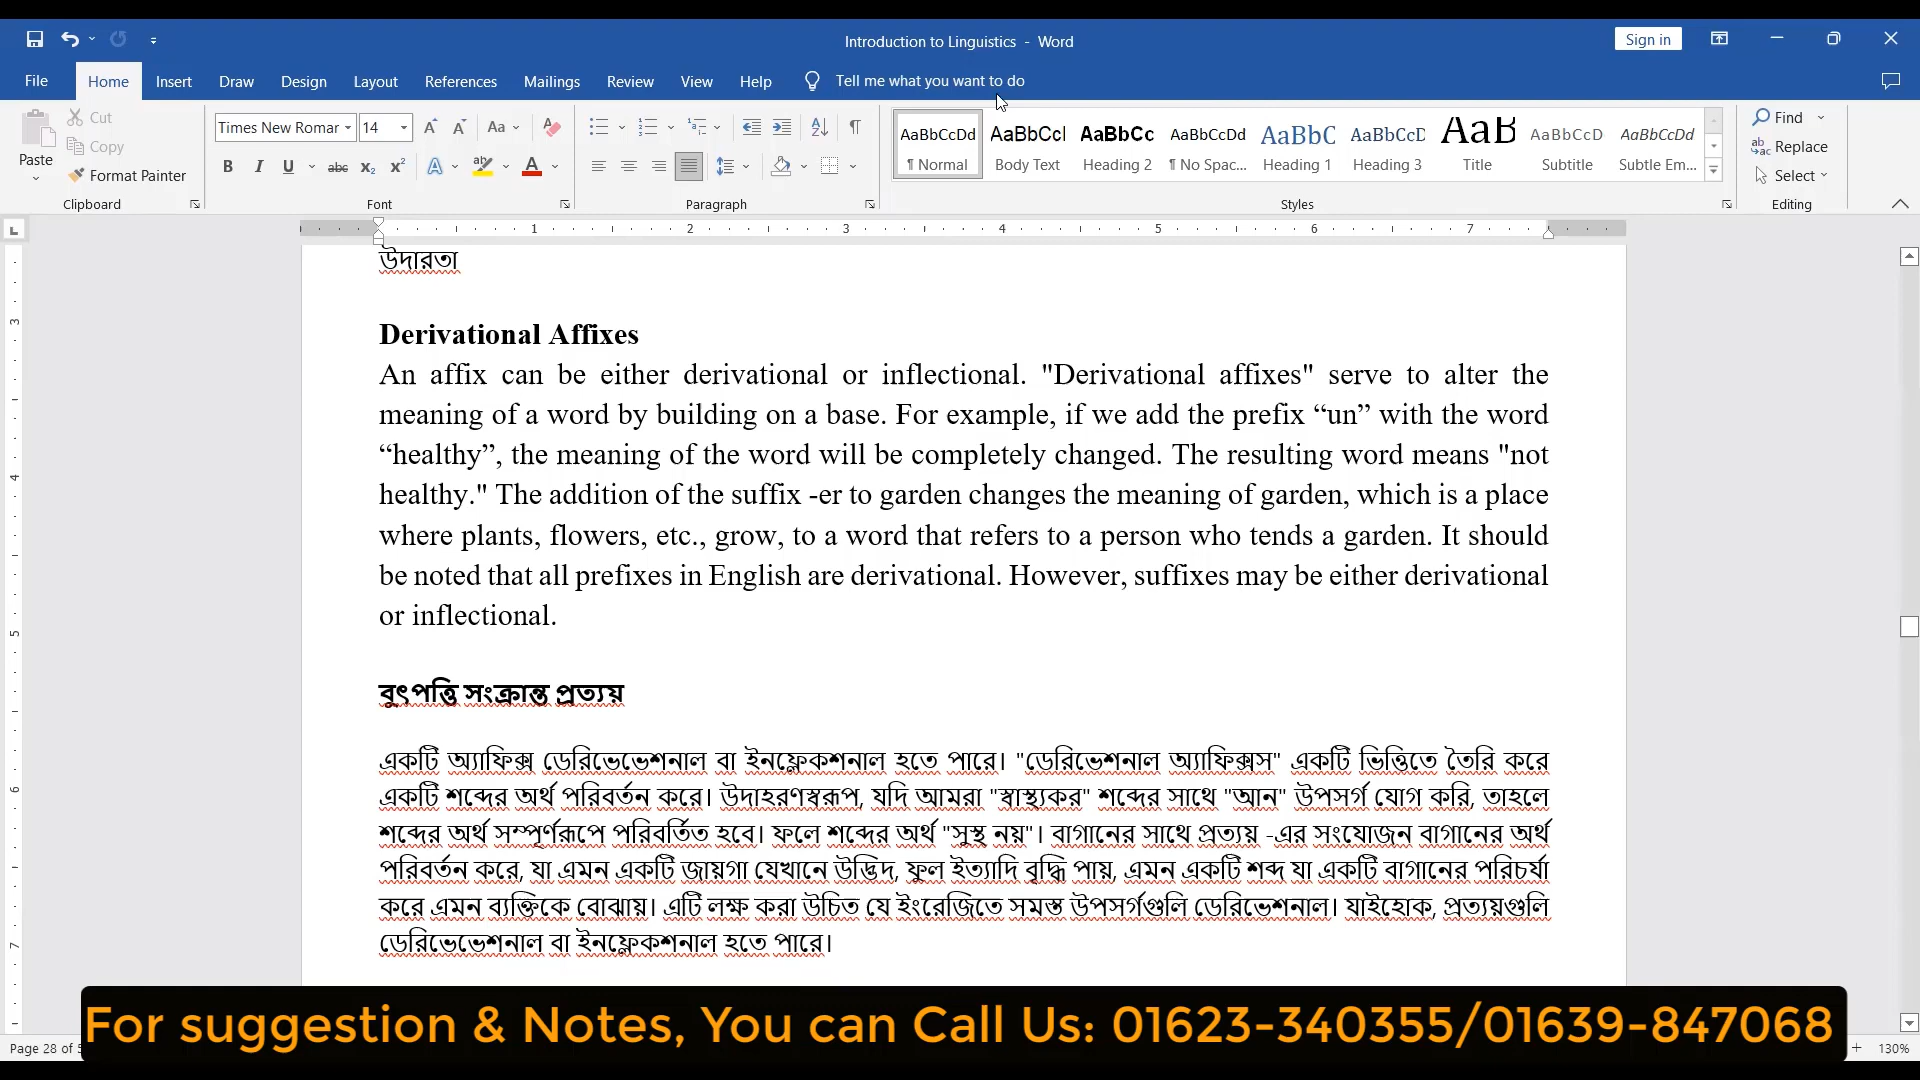 Introduction to Linguistics - Word
Sign in
File Home Insert Draw Design Layout References Mailings Review View Help Tell me what you want to do
Paste Cut Copy Format Painter
Times New Roman 14
AaBbCcDd AaBbCcI AaBbCc AaBbCcDd AaBbC AaBbCcD AaB AaBbCcD AaBbCcDd
¶ Normal Body Text Heading 2 ¶ No Spac... Heading 1 Heading 3 Title Subtitle Subtle Em...
Find Replace Select
Clipboard Font Paragraph Styles Editing
1 2 3 4 5 6 7
উদারতা
Derivational Affixes
An affix can be either derivational or inflectional. "Derivational affixes" serve to alter the
meaning of a word by building on a base. For example, if we add the prefix “un” with the word
“healthy”, the meaning of the word will be completely changed. The resulting word means "not
healthy." The addition of the suffix -er to garden changes the meaning of garden, which is a place
where plants, flowers, etc., grow, to a word that refers to a person who tends a garden. It should
be noted that all prefixes in English are derivational. However, suffixes may be either derivational
or inflectional.
বুৎপত্তি সংক্রান্ত প্রত্যয়
একটি অ্যাফিক্স ডেরিভেভেশনাল বা ইনফ্লেকশনাল হতে পারে। "ডেরিভেশনাল অ্যাফিক্সস" একটি ভিত্তিতে তৈরি করে
একটি শব্দের অর্থ পরিবর্তন করে। উদাহরণস্বরূপ, যদি আমরা "স্বাস্থ্যকর" শব্দের সাথে "আন" উপসর্গ যোগ করি, তাহলে
শব্দের অর্থ সম্পূর্ণরূপে পরিবর্তিত হবে। ফলে শব্দের অর্থ "সুস্থ নয়"। বাগানের সাথে প্রত্যয় -এর সংযোজন বাগানের অর্থ
পরিবর্তন করে, যা এমন একটি জায়গা যেখানে উদ্ভিদ, ফুল ইত্যাদি বৃদ্ধি পায়, এমন একটি শব্দ যা একটি বাগানের পরিচর্যা
করে এমন ব্যক্তিকে বোঝায়। এটি লক্ষ করা উচিত যে ইংরেজিতে সমস্ত উপসর্গগুলি ডেরিভেশনাল। যাইহোক, প্রত্যয়গুলি
ডেরিভেভেশনাল বা ইনফ্লেকশনাল হতে পারে।
For suggestion & Notes, You can Call Us: 01623-340355/01639-847068
Page 28 of
130%